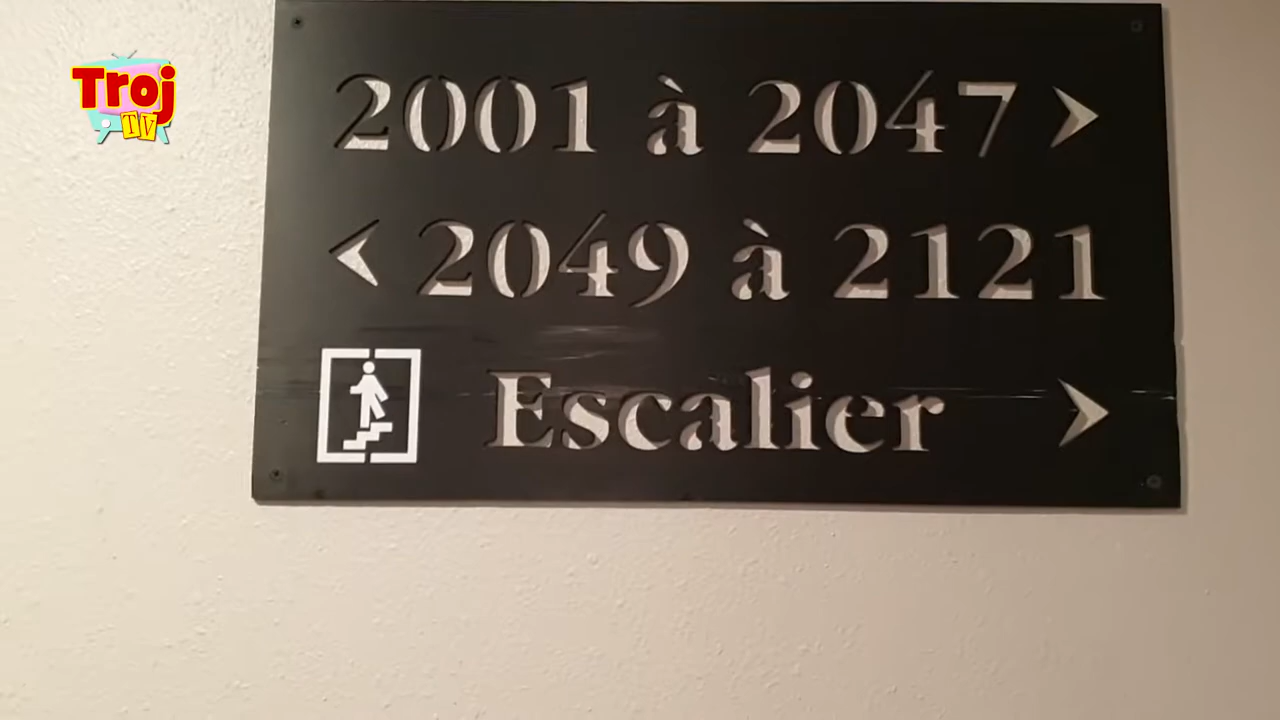 Troj
TV
2001 à 2047 >
< 2049 à 2121
Escalier >